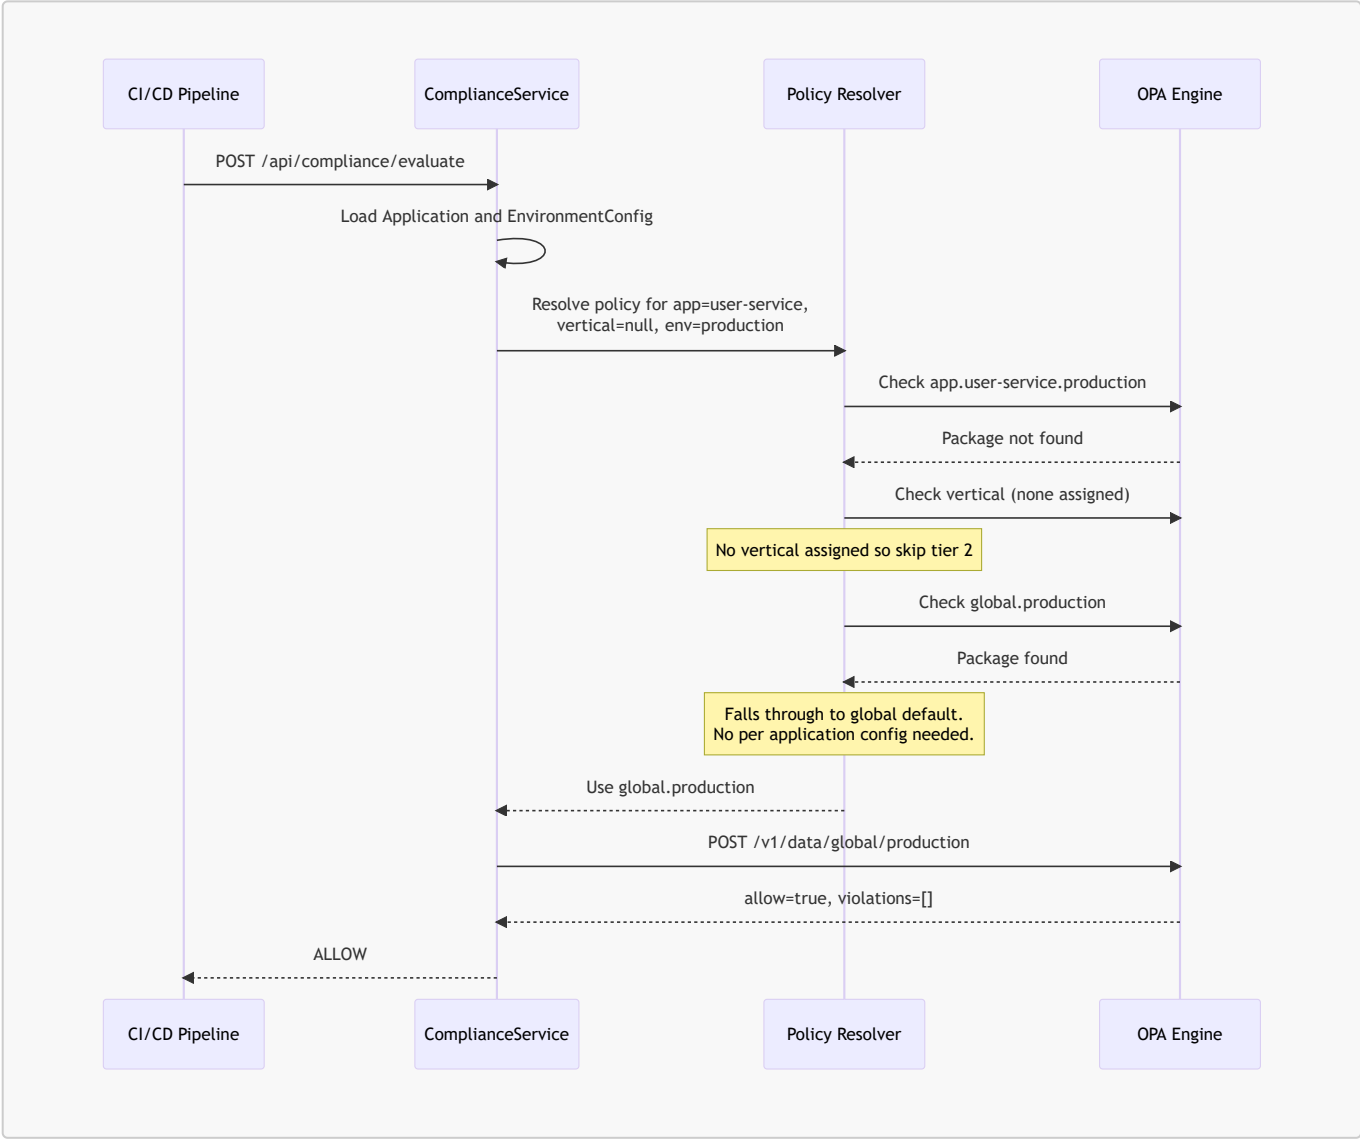 CI/CD Pipeline
ComplianceService
Policy Resolver
OPA Engine
POST /api/compliance/evaluate
Load Application and EnvironmentConfig
Resolve policy for app=user-service,
vertical=null, env=production
Check app.user-service.production
Package not found
Check vertical (none assigned)
No vertical assigned so skip tier 2
Check global.production
Package found
Falls through to global default.
No per application config needed.
Use global.production
POST /v1/data/global/production
allow=true, violations=[]
ALLOW
CI/CD Pipeline
ComplianceService
Policy Resolver
OPA Engine